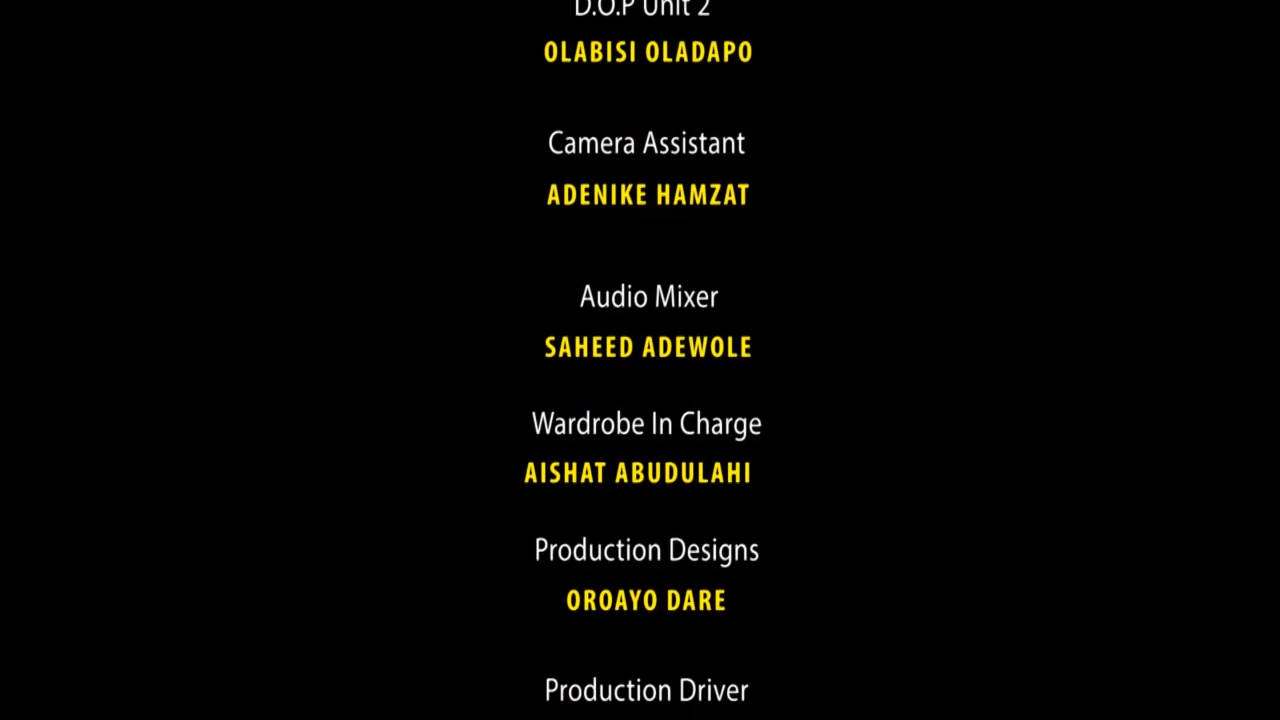 D.O.P Unit 2
OLABISI OLADAPO
Camera Assistant
ADENIKE HAMZAT
Audio Mixer
SAHEED ADEWOLE
Wardrobe In Charge
AISHAT ABUDULAHI
Production Designs
OROAYO DARE
Production Driver